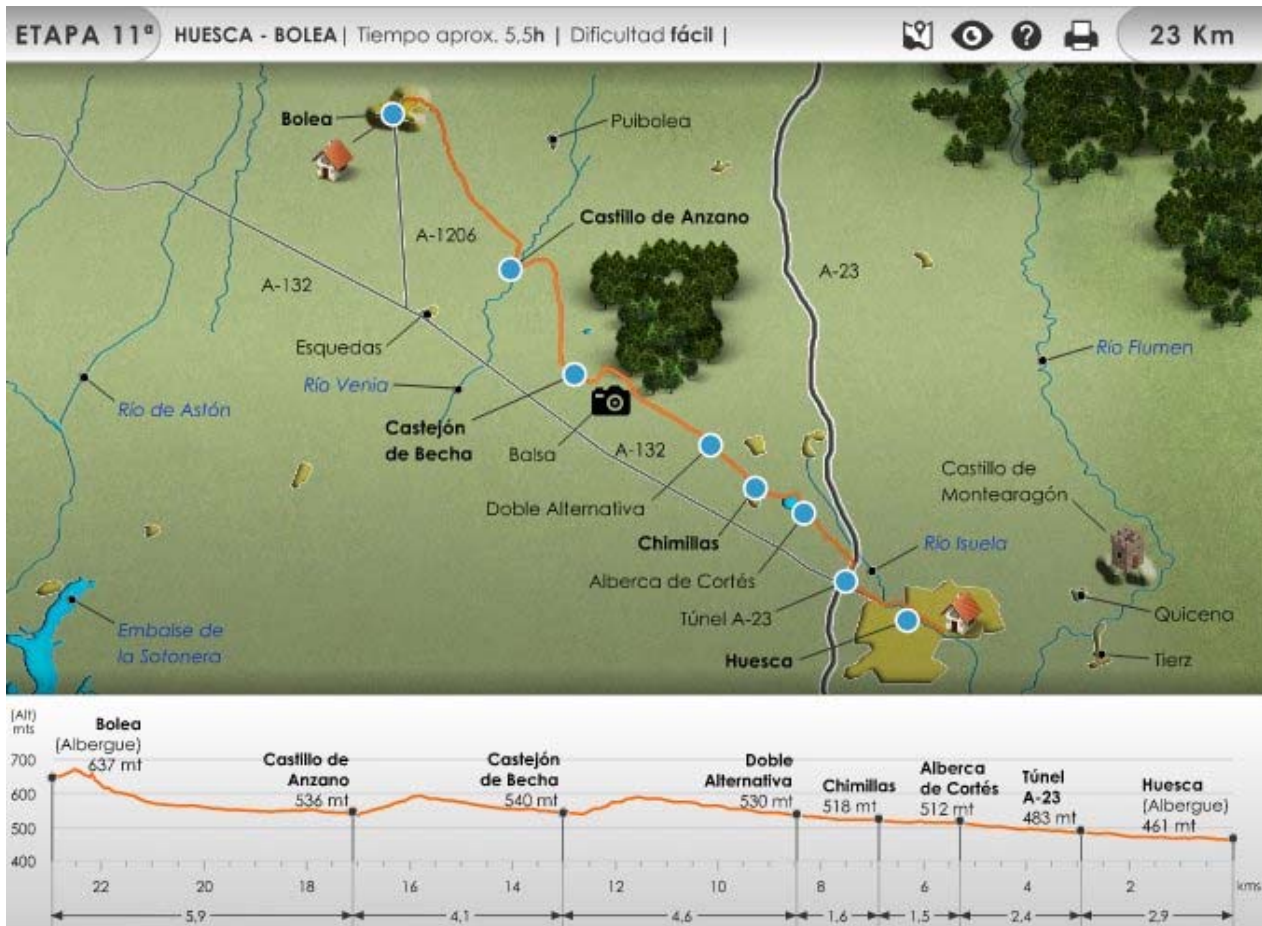 ETAPA 11ª
HUESCA - BOLEA| Tiempo aprox. 5,5h | Dificultad fácil |
23 Km
Bolea
Puibolea
Castillo de Anzano
A-1206
A-132
A-23
Esquedas
Río Venia
Río Flumen
Río de Astón
Castejón
de Becha
Balsa
A-132
Castillo de
Montearagón
Doble Alternativa
Chimillas
Río Isuela
Alberca de Cortés
Túnel A-23
Quicena
Embalse de
la Sotonera
Huesca
Tierz
(Alt)
mts
700
600
500
400
Bolea
(Albergue)
637 mt
Castillo de
Anzano
536 mt
Castejón
de Becha
540 mt
Doble
Alternativa
530 mt
Chimillas
518 mt
Alberca
de Cortés
512 mt
Túnel
A-23
483 mt
Huesca
(Albergue)
461 mt
22 20 18 16 14 12 10 8 6 4 2 kms
5,9 4,1 4,6 1,6 1,5 2,4 2,9